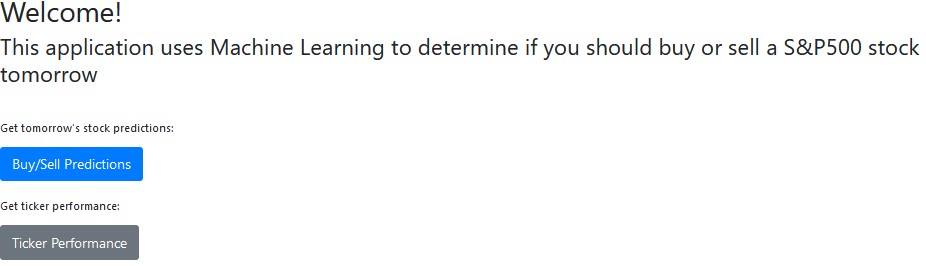 Welcome!
This application uses Machine Learning to determine if you should buy or sell a S&P500 stock
tomorrow
Get tomorrow's stock predictions:
Buy/Sell Predictions
Get ticker performance:
Ticker Performance